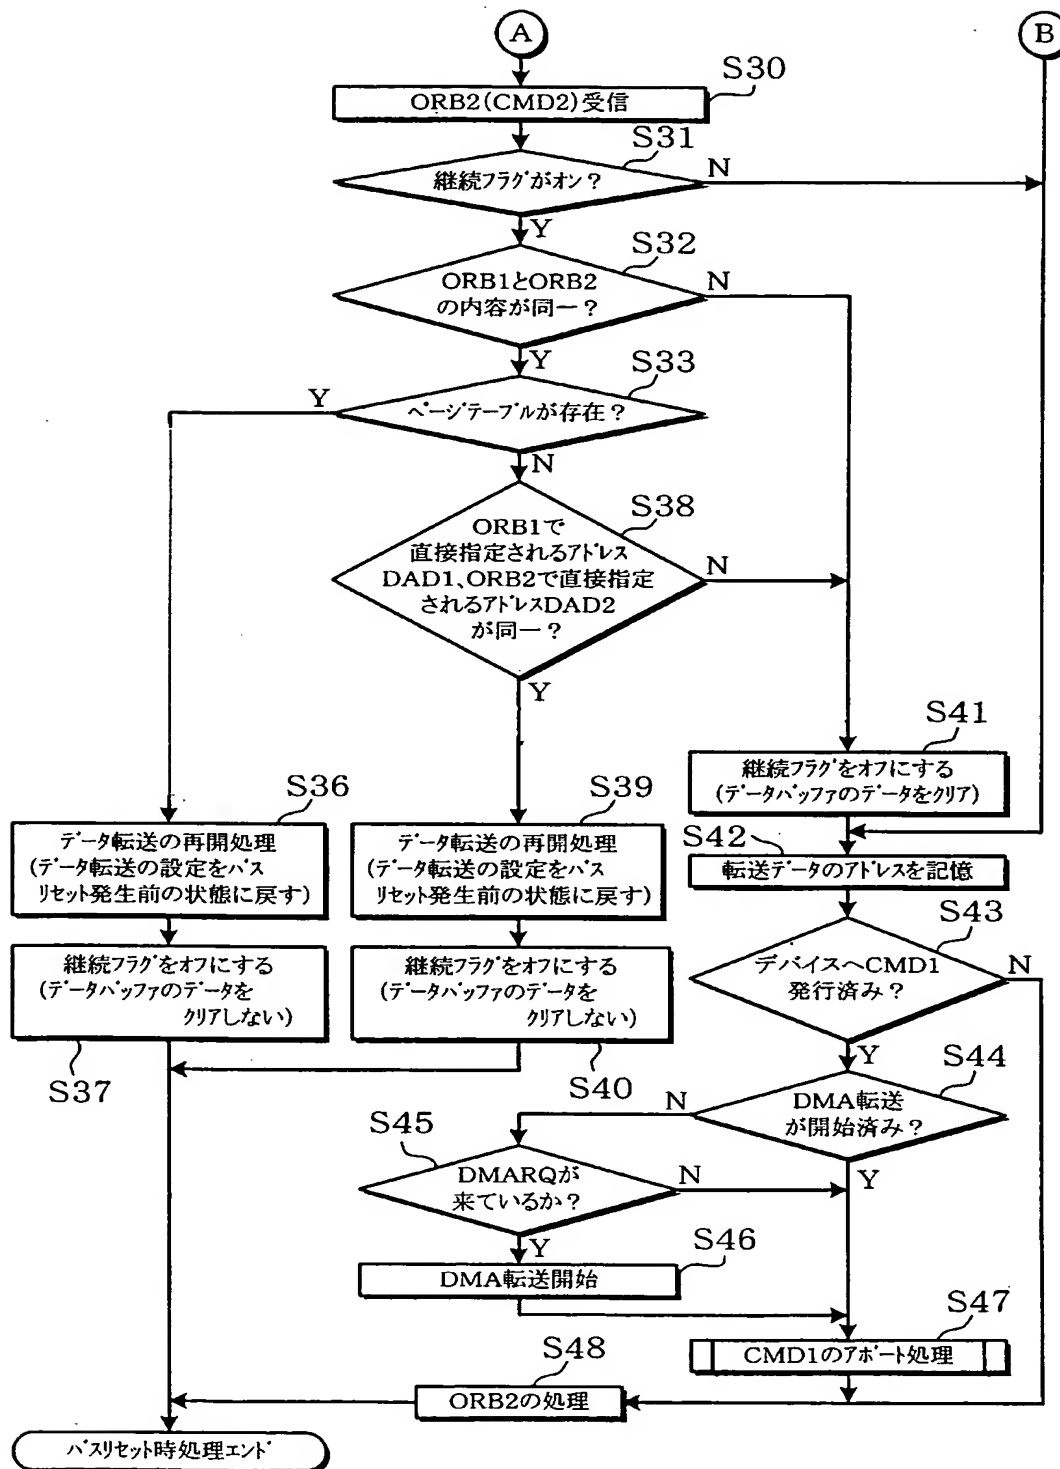 A
B
S30
ORB2(CMD2)受信
S31
継続フラグがオン？
N
Y
S32
ORB1とORB2
の内容が同一？
N
Y
S33
ページテーブルが存在？
Y
N
S38
ORB1で
直接指定されるアドレス
DAD1、ORB2で直接指定
されるアドレスDAD2
が同一？
N
Y
S41
継続フラグをオフにする
(データバッファのデータをクリア)
S36
データ転送の再開処理
(データ転送の設定をバス
リセット発生前の状態に戻す)
S39
データ転送の再開処理
(データ転送の設定をバス
リセット発生前の状態に戻す)
S42
転送データのアドレスを記憶
継続フラグをオフにする
(データバッファのデータを
クリアしない)
S37
継続フラグをオフにする
(データバッファのデータを
クリアしない)
S40
S43
デバイスへCMD1
発行済み？
N
Y
S44
DMA転送
が開始済み？
N
Y
S45
DMARQが
来ているか？
N
Y
S46
DMA転送開始
S47
CMD1のアボート処理
S48
ORB2の処理
バスリセット時処理エンド